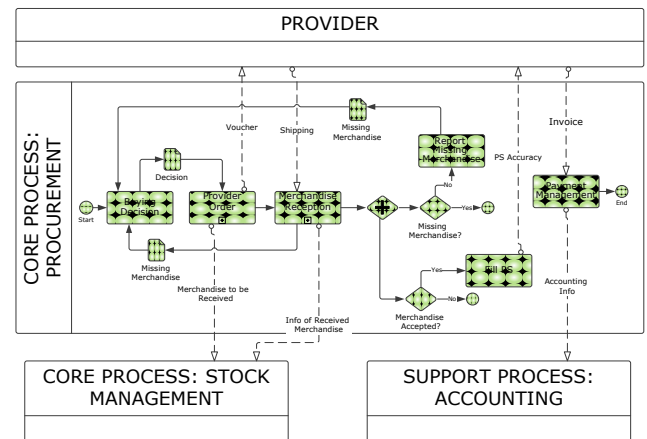 PROVIDER
CORE PROCESS:
PROCUREMENT
Voucher
Shipping
Missing
Merchandise
Report
Missing
Merchandise
PS Accuracy
Invoice
Decision
No
Buying
Decision
Provider
Order
Merchandise
Reception
Payment
Management
Start
Yes
End
Missing
Merchandise?
Missing
Merchandise
Merchandise to be
Received
Yes
Fill PS
No
Accounting
Info
Info of Received
Merchandise
Merchandise
Accepted?
CORE PROCESS: STOCK
MANAGEMENT
SUPPORT PROCESS:
ACCOUNTING